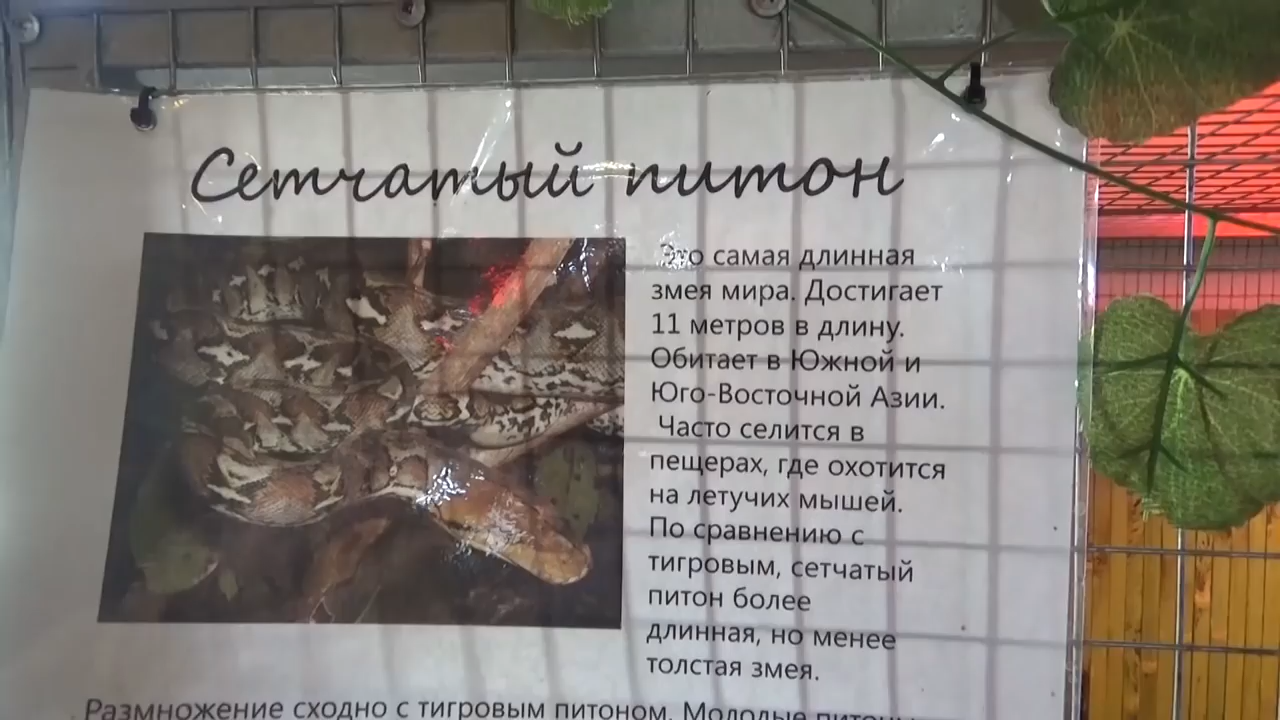 Сетчатый питон
Это самая длинная
змея мира. Достигает
11 метров в длину.
Обитает в Южной и
Юго-Восточной Азии.
Часто селится в
пещерах, где охотится
на летучих мышей.
По сравнению с
тигровым, сетчатый
питон более
длинная, но менее
толстая змея.
Размножение сходно с тигровым питоном. Молодые питоны